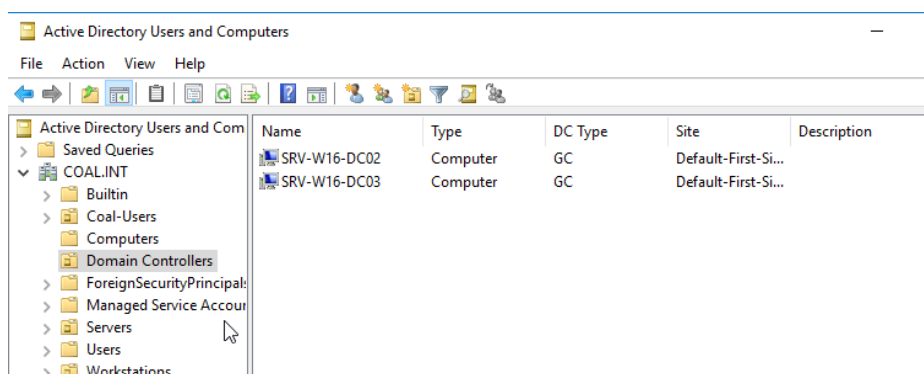 Active Directory Users and Computers
File Action View Help
Active Directory Users and Com
Name Type DC Type Site Description
Saved Queries
SRV-W16-DC02 Computer GC Default-First-Si...
COAL.INT
SRV-W16-DC03 Computer GC Default-First-Si...
Builtin
Coal-Users
Computers
Domain Controllers
ForeignSecurityPrincipals
Managed Service Accour
Servers
Users
Workstations